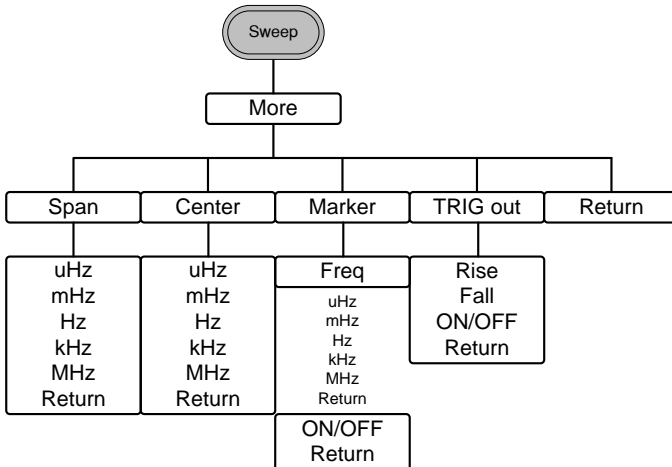 Sweep
More
Span
Center
Marker
TRIG out
Return
uHz
mHz
Hz
kHz
MHz
Return
uHz
mHz
Hz
kHz
MHz
Return
Freq
uHz
mHz
Hz
kHz
MHz
Return
ON/OFF
Return
Rise
Fall
ON/OFF
Return